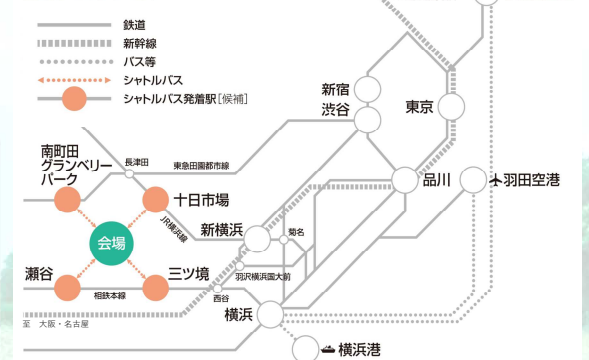 鉄道
新幹線
バス等
シャトルバス
シャトルバス発着駅[候補]
新宿
渋谷
東京
南町田
グランベリー
パーク
長津田
東急田園都市線
品川
羽田空港
十日市場
JR横浜線
新横浜
菊名
会場
羽沢横浜国大前
瀬谷
三ツ境
相鉄本線
西谷
横浜
至 大阪・名古屋
横浜港